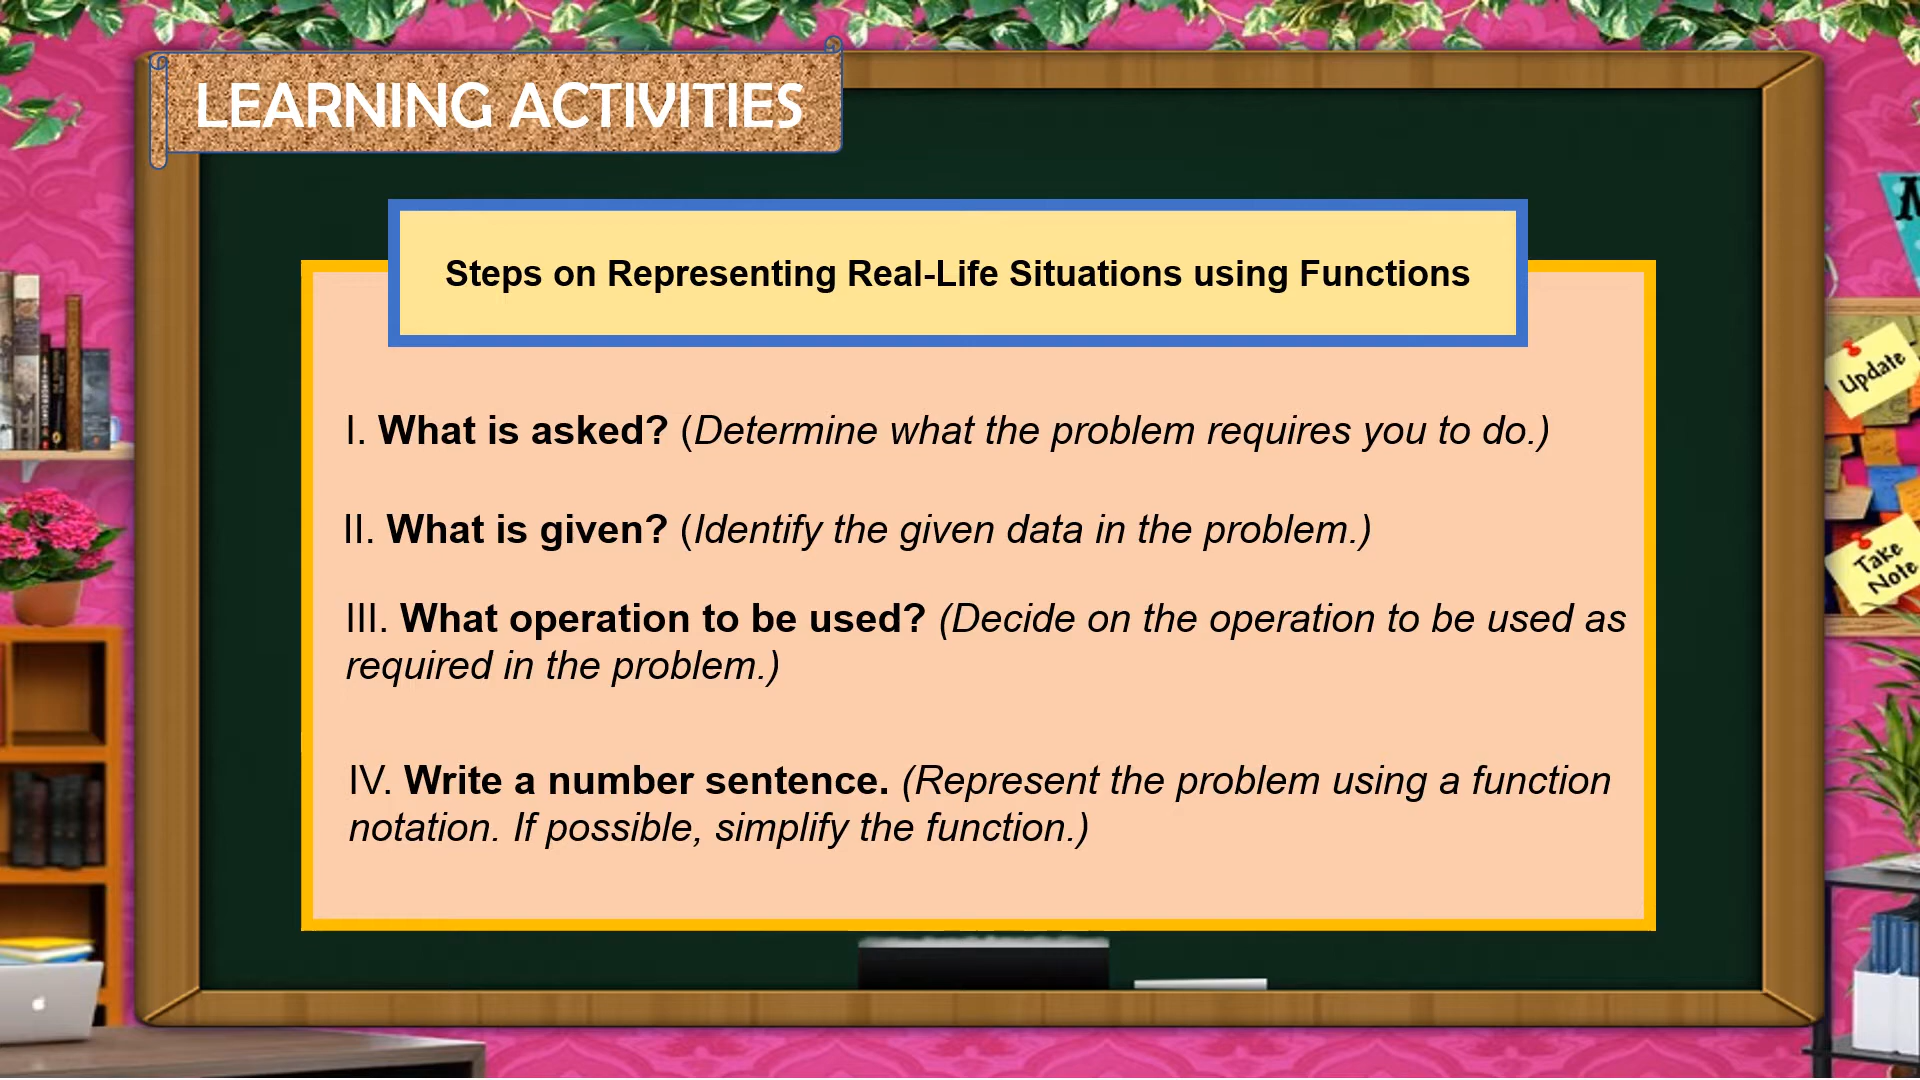 LEARNING ACTIVITIES
Steps on Representing Real-Life Situations using Functions
I. What is asked? (Determine what the problem requires you to do.)
II. What is given? (Identify the given data in the problem.)
III. What operation to be used? (Decide on the operation to be used as
required in the problem.)
IV. Write a number sentence. (Represent the problem using a function
notation. If possible, simplify the function.)
Update
Take
Note